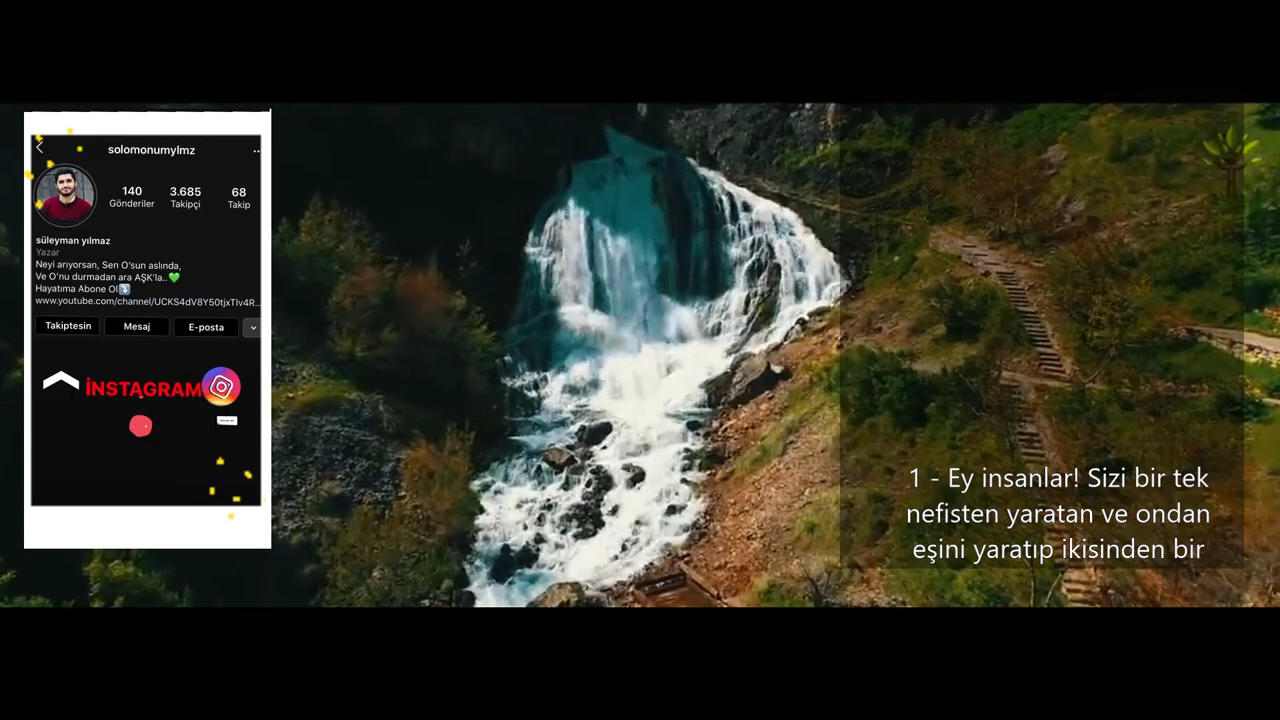 solomonumylmz
140
Gönderiler
3.685
Takipçi
68
Takip
süleyman yılmaz
Yazar
Neyi arıyorsan, Sen O'sun aslında,
Ve O'nu durmadan ara AŞK'la..💚
Hayatıma Abone Ol⤵️
www.youtube.com/channel/UCKS4dV8Y50tjxTIv4R...
Takiptesin
Mesaj
E-posta
İNSTAGRAM
1 - Ey insanlar! Sizi bir tek
nefisten yaratan ve ondan
eşini yaratıp ikisinden bir